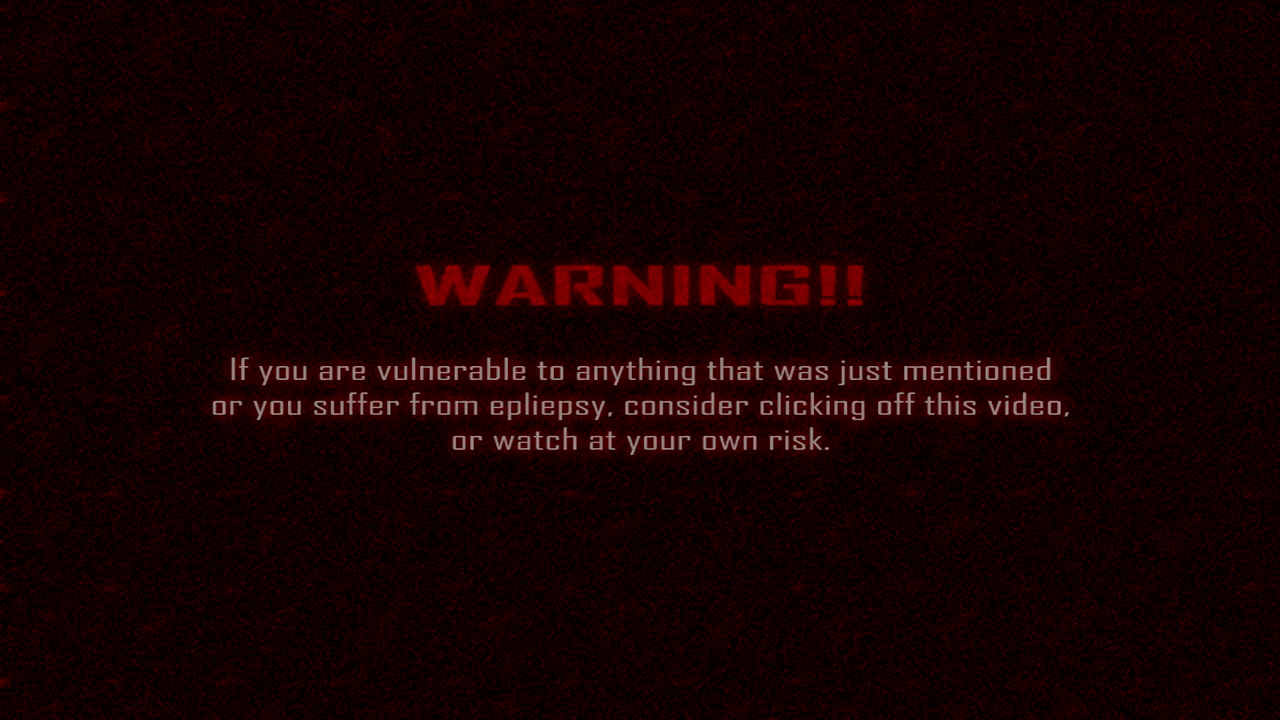 WARNING!!
If you are vulnerable to anything that was just mentioned
or you suffer from epliepsy, consider clicking off this video,
or watch at your own risk.